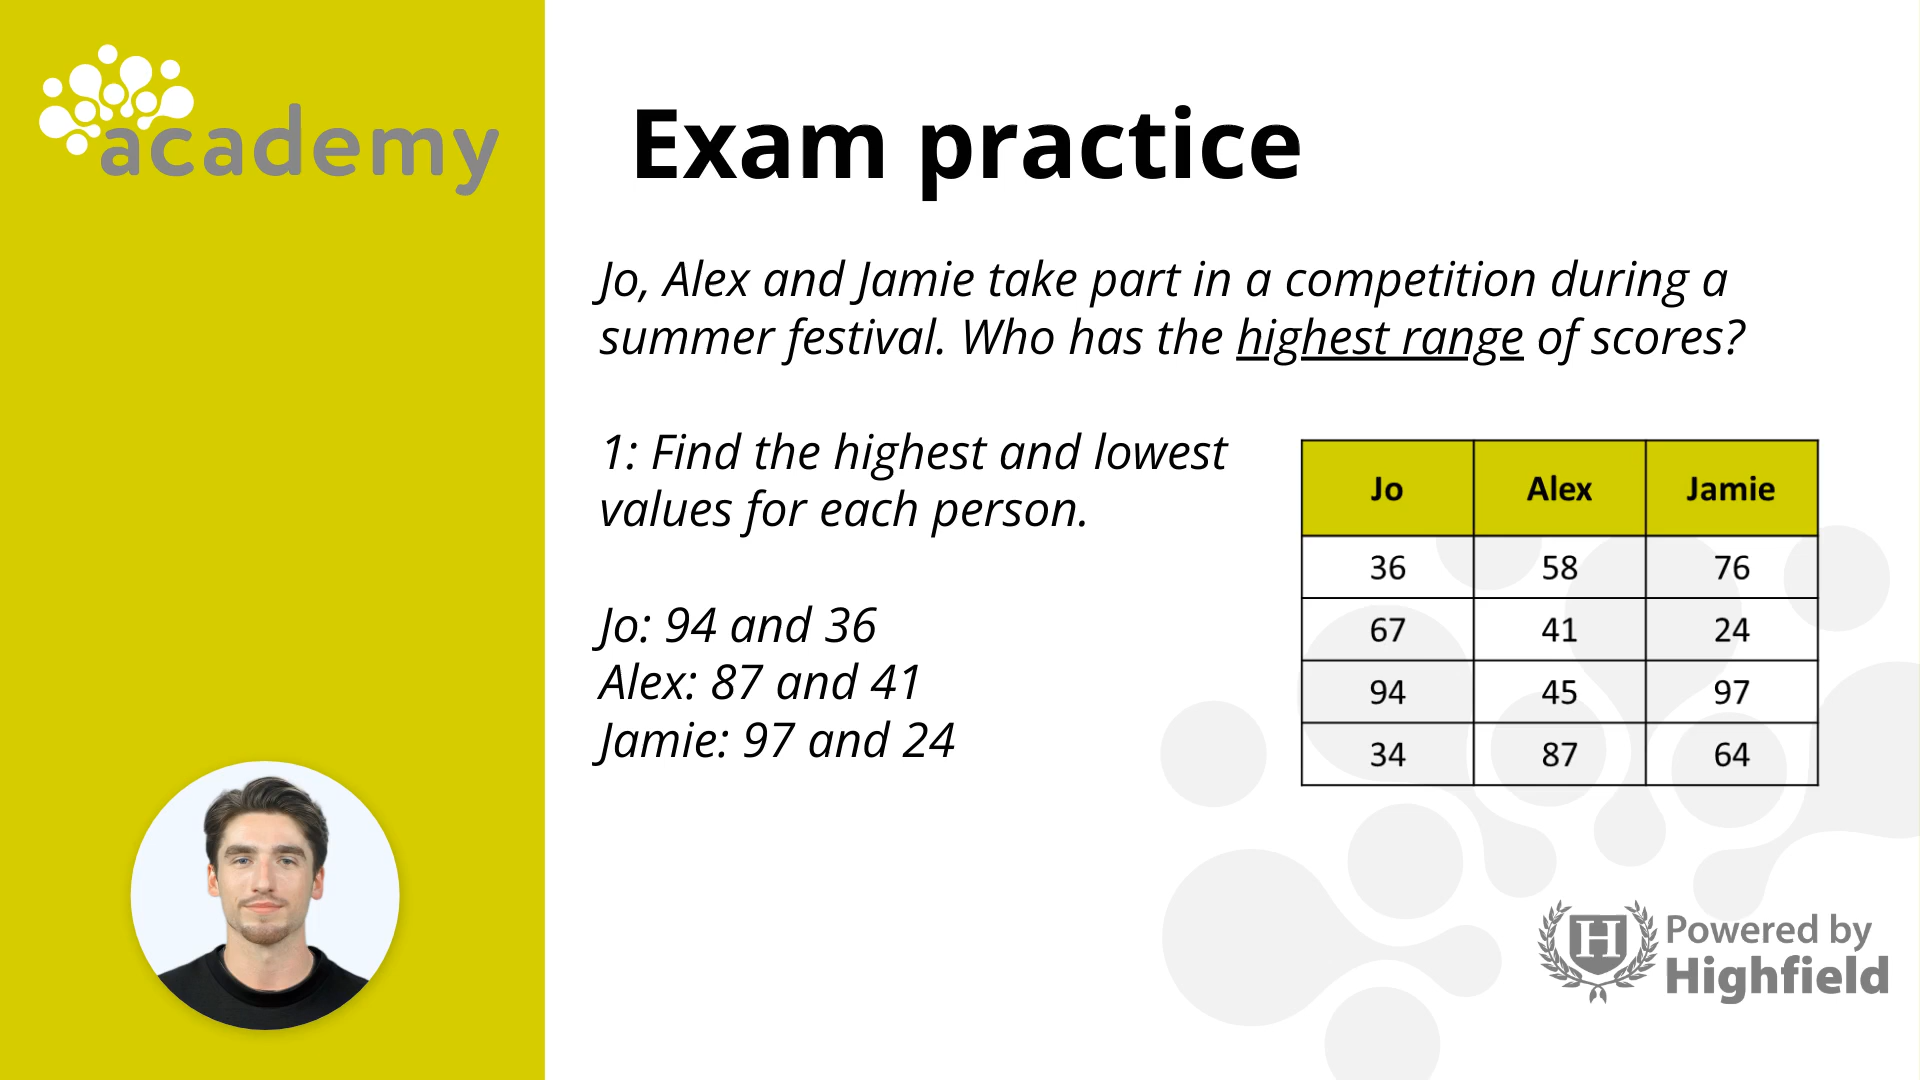 academy
Exam practice
Jo, Alex and Jamie take part in a competition during a
summer festival. Who has the highest range of scores?
1: Find the highest and lowest
values for each person.
Jo: 94 and 36
Alex: 87 and 41
Jamie: 97 and 24
Jo Alex Jamie
36 58 76
67 41 24
94 45 97
34 87 64
H
Powered by
Highfield